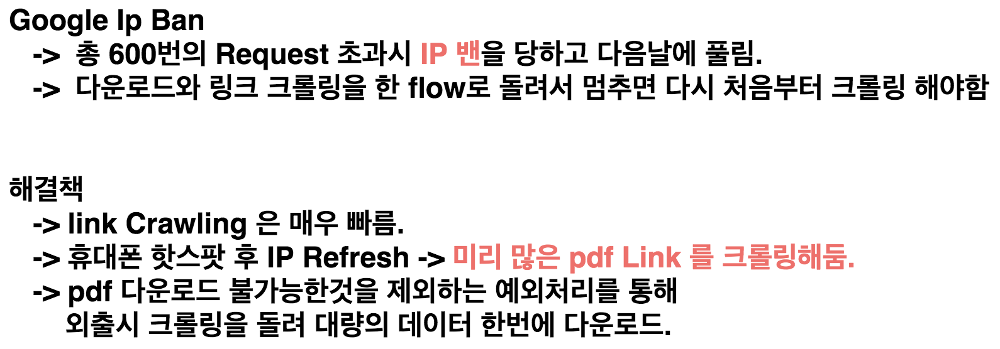 Google Ip Ban
-> 총 600번의 Request 초과시 IP 밴을 당하고 다음날에 풀림.
-> 다운로드와 링크 크롤링을 한 flow로 돌려서 멈추면 다시 처음부터 크롤링 해야함
해결책
-> link Crawling 은 매우 빠름.
-> 휴대폰 핫스팟 후 IP Refresh -> 미리 많은 pdf Link 를 크롤링해둠.
-> pdf 다운로드 불가능한것을 제외하는 예외처리를 통해
외출시 크롤링을 돌려 대량의 데이터 한번에 다운로드.